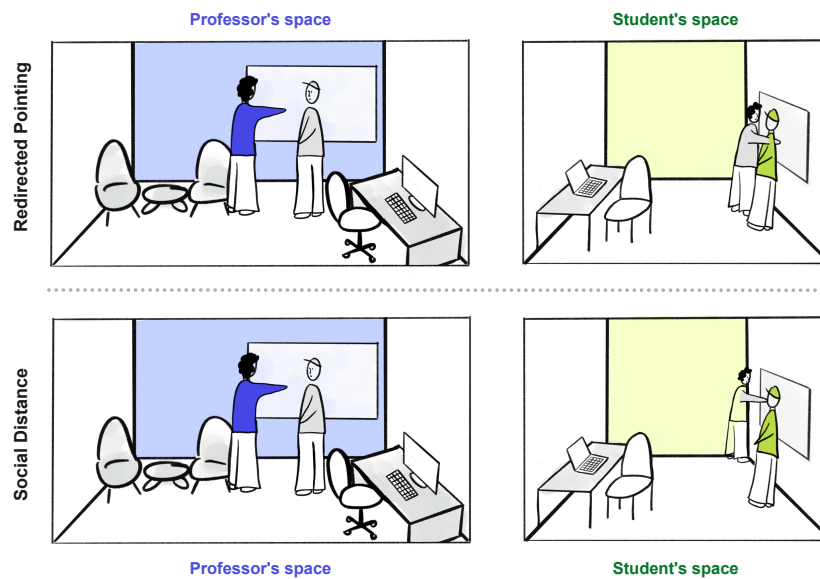 Professor's space
Student's space
Redirected Pointing
Social Distance
Professor's space
Student's space